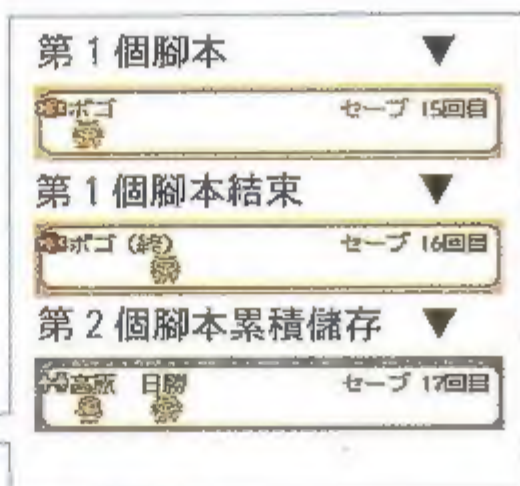 第 1 個腳本 ▼
ポゴ セーブ 15回目
第 1 個腳本結束 ▼
ポゴ (終) セーブ 16回目
第 2 個腳本累積儲存 ▼
高原 日勝 セーブ 17回目